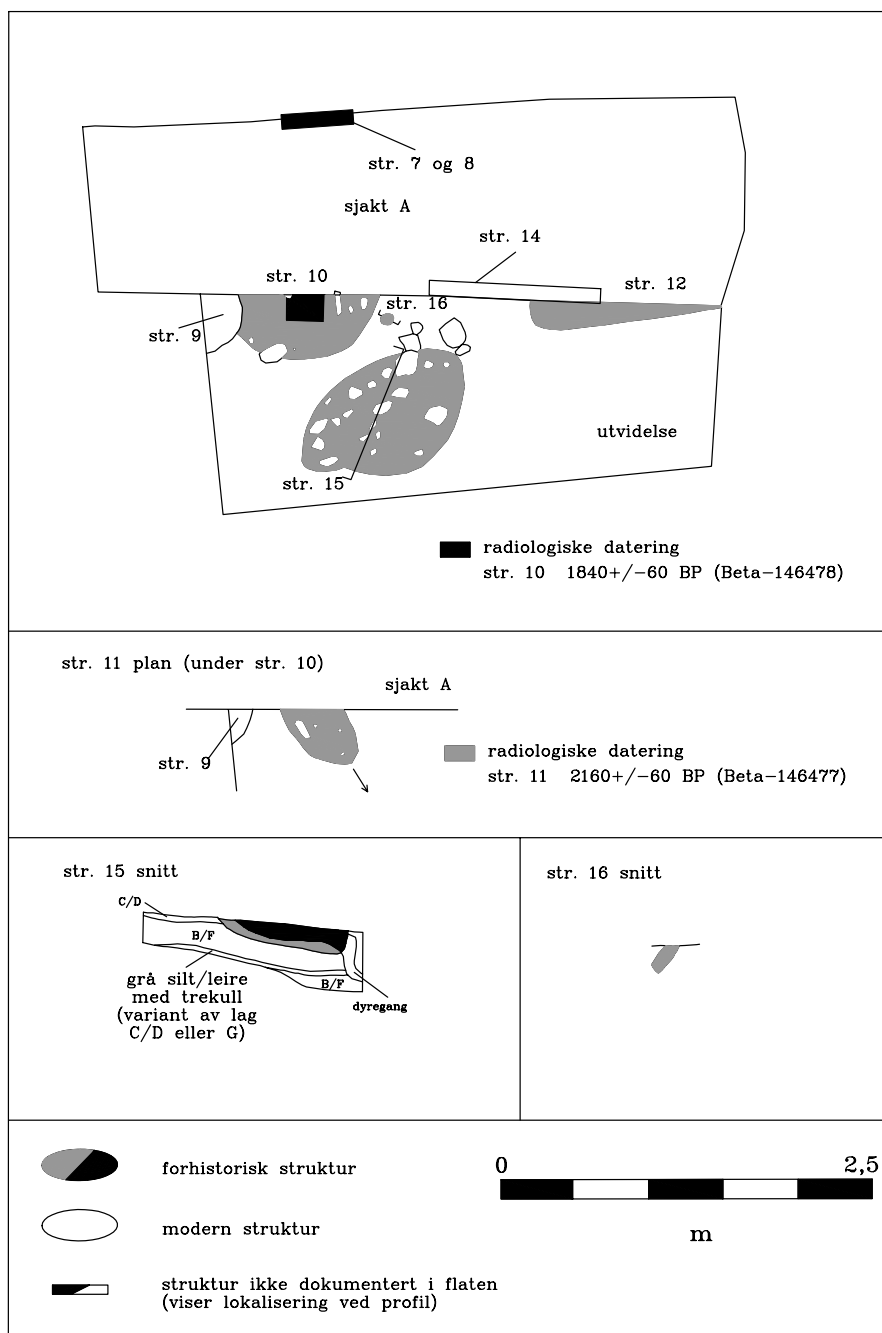 str. 7 og 8
sjakt A
str. 14
str. 10
str. 12
str. 16
str. 9
utvidelse
str. 15
radiologiske datering
str. 10 1840+/-60 BP (Beta-146478)
str. 11 plan (under str. 10)
sjakt A
str. 9
radiologiske datering
str. 11 2160+/-60 BP (Beta-146477)
str. 15 snitt
C/D
B/F
grå silt/leire
med trekull
(variant av lag
C/D eller G)
B/F
dyregang
str. 16 snitt
forhistorisk struktur
0 2,5
modern struktur
m
struktur ikke dokumentert i flaten
(viser lokalisering ved profil)